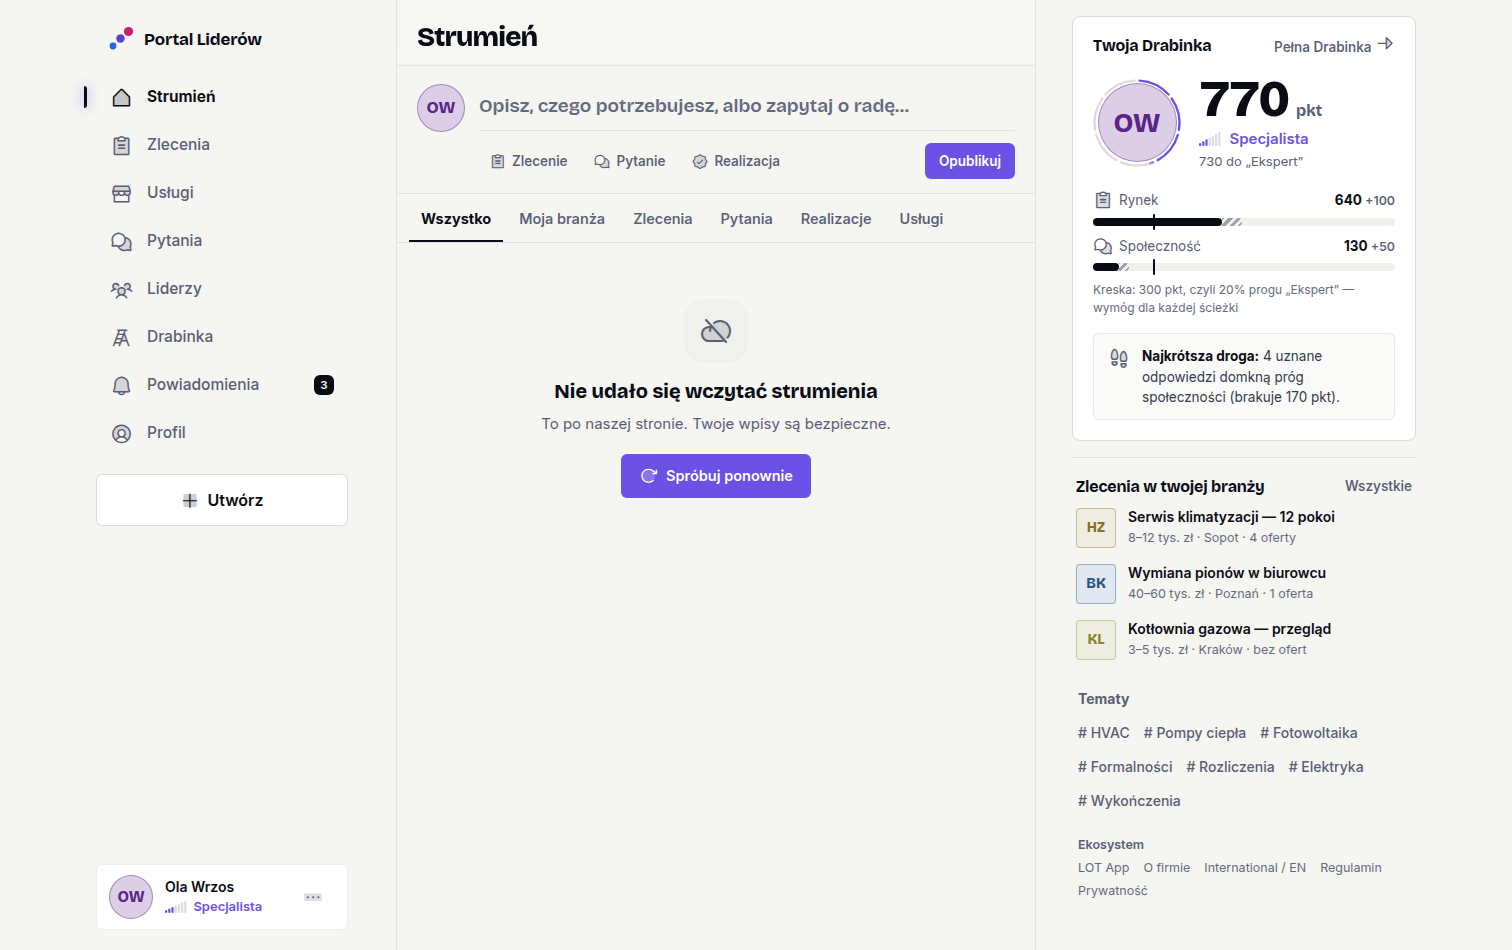 Portal Liderów
Strumień
Zlecenia
Usługi
Pytania
Liderzy
Drabinka
Powiadomienia 3
Profil
Utwórz
OW
Ola Wrzos
Specjalista
Strumień
OW
Opisz, czego potrzebujesz, albo zapytaj o radę...
Zlecenie Pytanie Realizacja Opublikuj
Wszystko Moja branża Zlecenia Pytania Realizacje Usługi
Nie udało się wczytać strumienia
To po naszej stronie. Twoje wpisy są bezpieczne.
Spróbuj ponownie
Twoja Drabinka Pełna Drabinka
OW
770 pkt
Specjalista
730 do „Ekspert”
Rynek 640 +100
Społeczność 130 +50
Kreska: 300 pkt, czyli 20% progu „Ekspert” —
wymóg dla każdej ścieżki
Najkrótsza droga: 4 uznane
odpowiedzi domkną próg
społeczności (brakuje 170 pkt).
Zlecenia w twojej branży Wszystkie
HZ
Serwis klimatyzacji — 12 pokoi
8–12 tys. zł · Sopot · 4 oferty
BK
Wymiana pionów w biurowcu
40–60 tys. zł · Poznań · 1 oferta
KL
Kotłownia gazowa — przegląd
3–5 tys. zł · Kraków · bez ofert
Tematy
# HVAC # Pompy ciepła # Fotowoltaika
# Formalności # Rozliczenia # Elektryka
# Wykończenia
Ekosystem
LOT App O firmie International / EN Regulamin
Prywatność